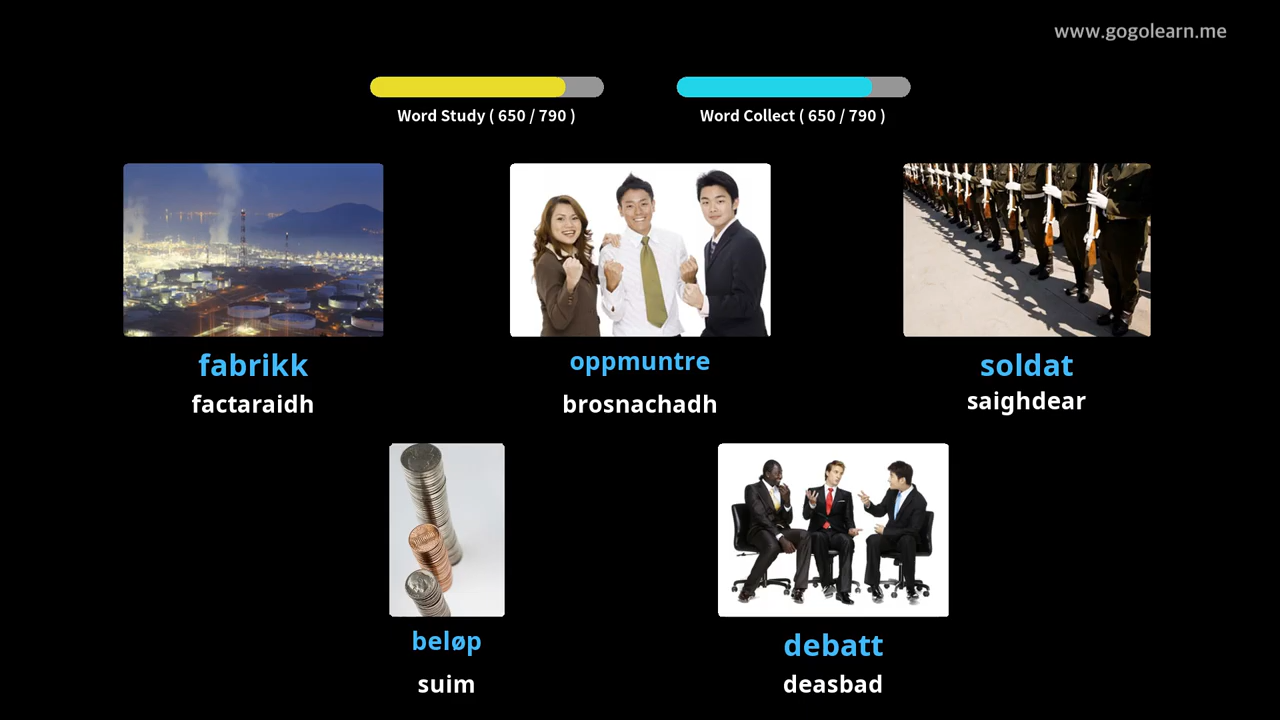 www.gogolearn.me
Word Study ( 650 / 790 )
Word Collect ( 650 / 790 )
fabrikk
factaraidh
oppmuntre
brosnachadh
soldat
saighdear
beløp
suim
debatt
deasbad